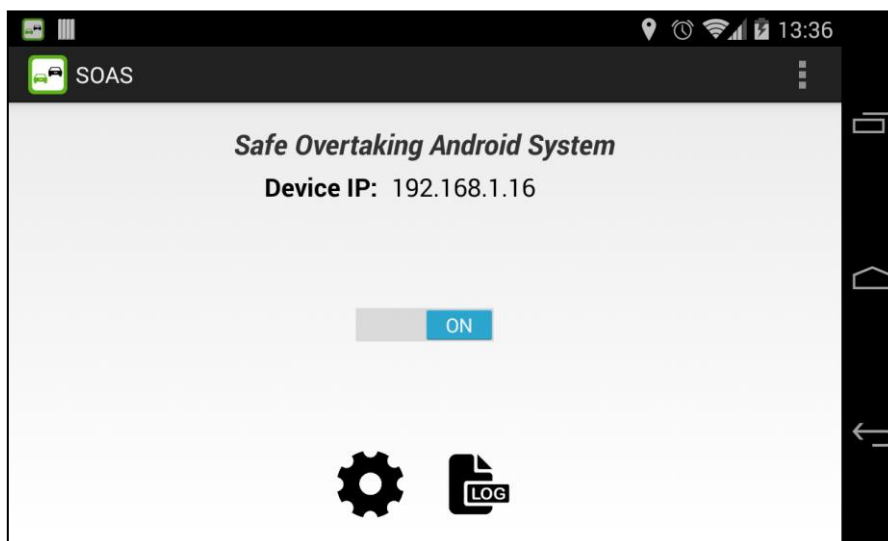 13:36
SOAS
Safe Overtaking Android System
Device IP: 192.168.1.16
ON
LOG